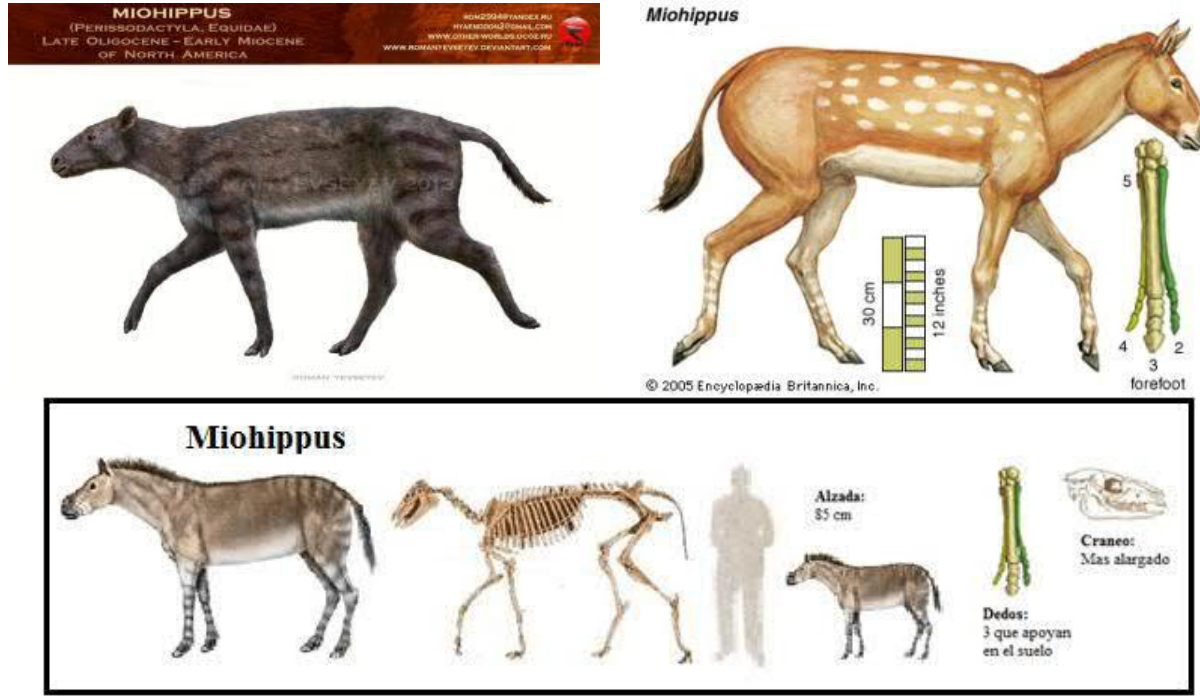 MIOHIPPUS
(PERISSODACTYLA, EQUIDAE)
LATE OLIGOCENE – EARLY MIOCENE
OF NORTH AMERICA
WWW.OTHER-WORLDS.UCOZ.RU
WWW.ROMANYEVSEYEV.DEVIANTART.COM
ROMAN YEVSEYEV
Miohippus
5
4
3
2
forefoot
30 cm
12 inches
© 2005 Encyclopædia Britannica, Inc.
Miohippus
Alzada:
85 cm
Dedos:
3 que apoyan
en el suelo
Craneo:
Mas alargado